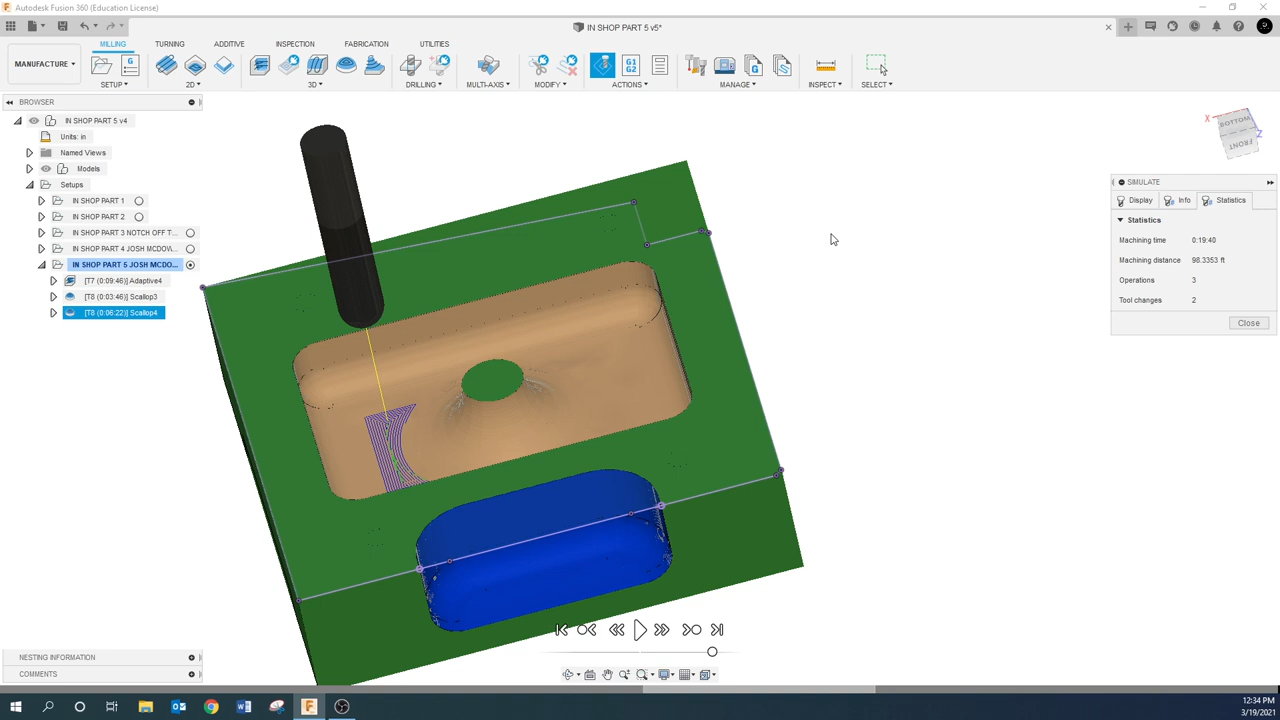 Autodesk Fusion 360 (Education License)
IN SHOP PART 5 v5*
MILLING TURNING ADDITIVE INSPECTION FABRICATION UTILITIES
MANUFACTURE
G1
G2
SETUP 2D 3D DRILLING MULTI-AXIS MODIFY ACTIONS MANAGE INSPECT SELECT
BROWSER
IN SHOP PART 5 v4
Units: in
Named Views
Models
Setups
IN SHOP PART 1
IN SHOP PART 2
IN SHOP PART 3 NOTCH OFF T...
IN SHOP PART 4 JOSH MCDOW...
IN SHOP PART 5 JOSH MCDO...
[T7 (0:09:46)] Adaptive4
[T8 (0:03:46)] Scallop3
[T8 (0:06:22)] Scallop4
X
BOTTOM
Z
FRONT
SIMULATE
Display Info Statistics
Statistics
Machining time 0:19:40
Machining distance 98.3353 ft
Operations 3
Tool changes 2
Close
NESTING INFORMATION
COMMENTS
12:34 PM
3/19/2021